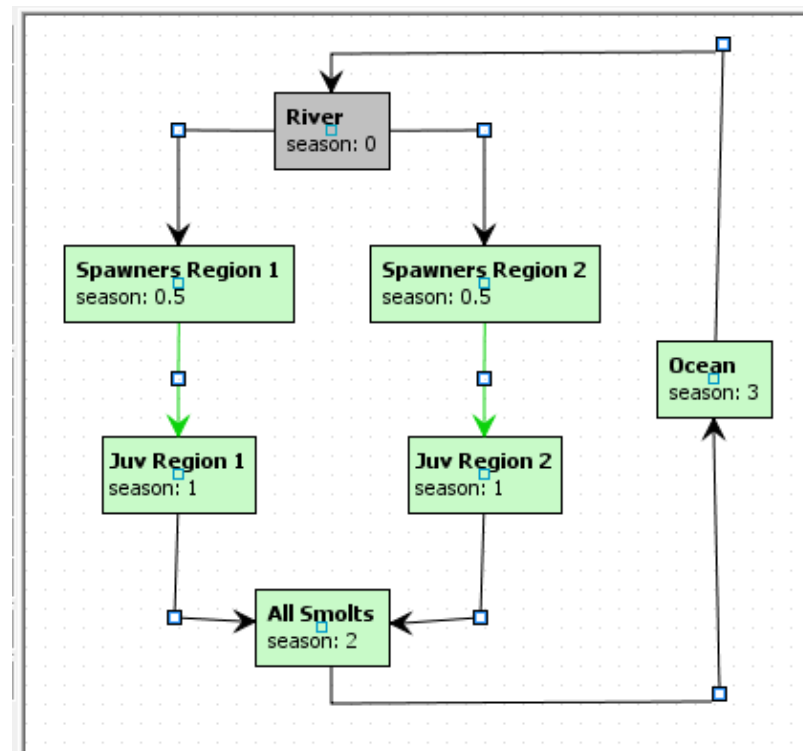 River
season: 0
Spawners Region 1
season: 0.5
Spawners Region 2
season: 0.5
Ocean
season: 3
Juv Region 1
season: 1
Juv Region 2
season: 1
All Smolts
season: 2